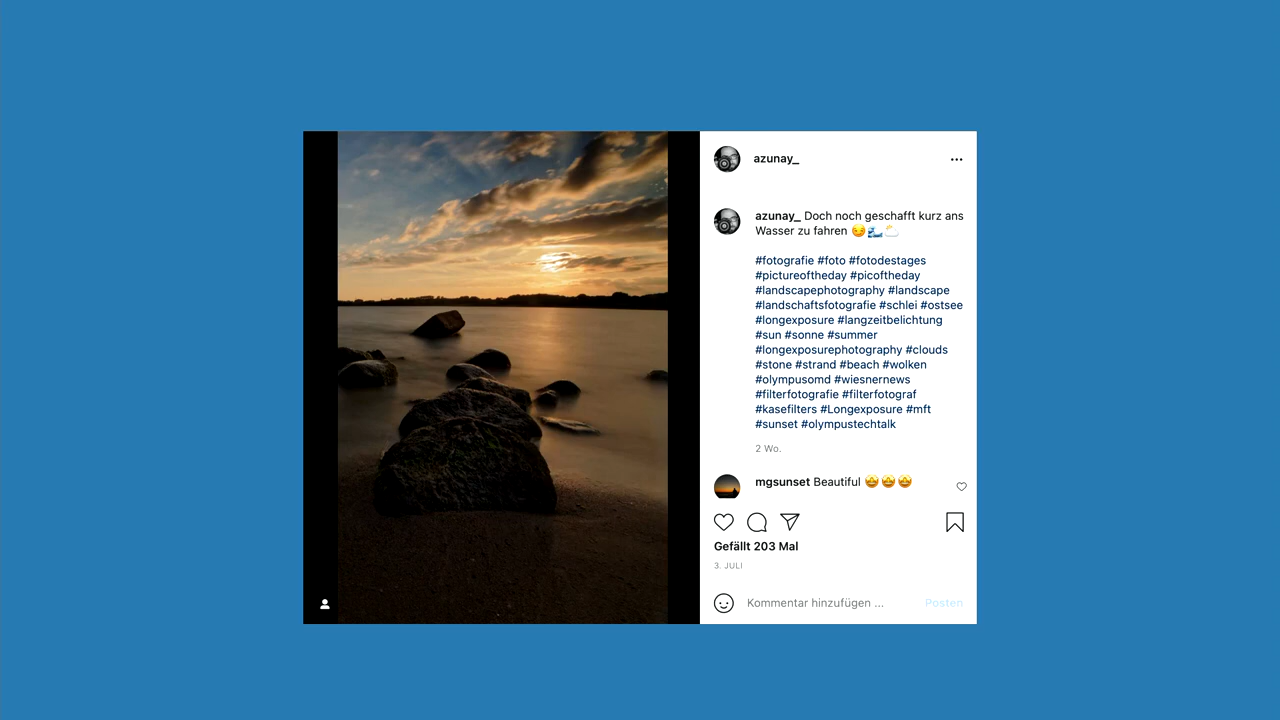 azunay_
azunay_ Doch noch geschafft kurz ans
Wasser zu fahren 😏🌊🌥️
#fotografie #foto #fotodestages
#pictureoftheday #picoftheday
#landscapephotography #landscape
#landschaftsfotografie #schlei #ostsee
#longexposure #langzeitbelichtung
#sun #sonne #summer
#longexposurephotography #clouds
#stone #strand #beach #wolken
#olympusomd #wiesnernews
#filterfotografie #filterfotograf
#kasefilters #Longexposure #mft
#sunset #olympustechtalk
2 Wo.
mgsunset Beautiful 🤩🤩🤩
Gefällt 203 Mal
3. JULI
Kommentar hinzufügen ... Posten